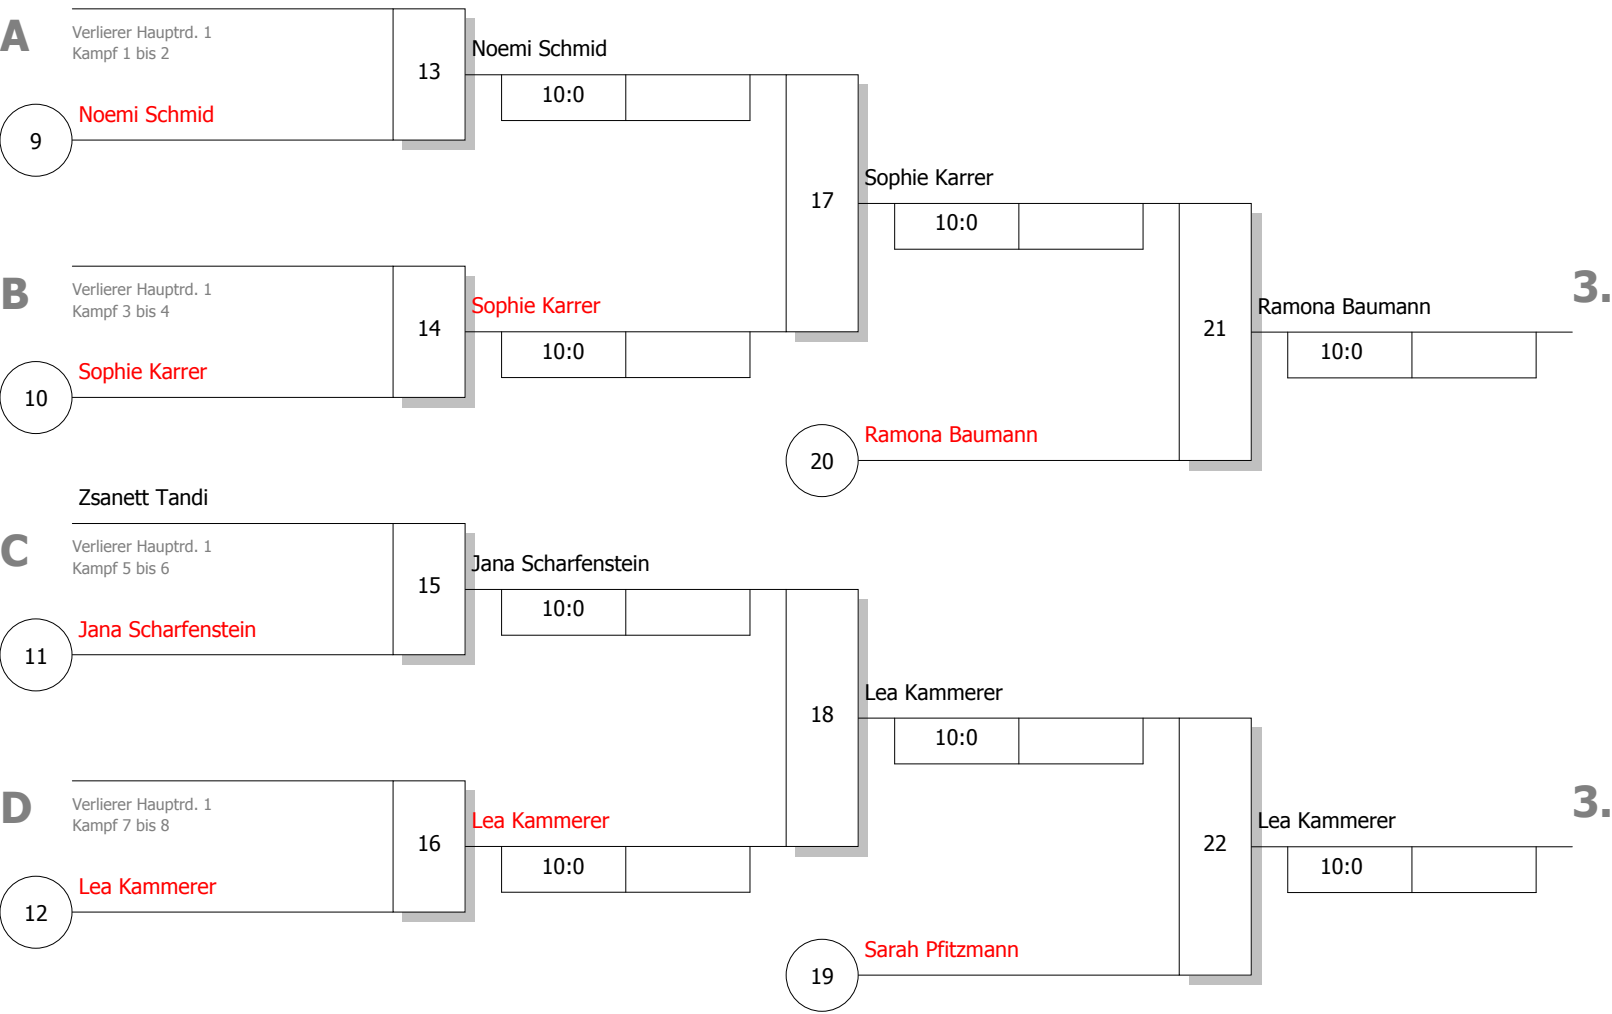 A
Verlierer Hauptrd. 1
Kampf 1 bis 2
13
Noemi Schmid
10:0
Noemi Schmid
9
17
Sophie Karrer
10:0
B
Verlierer Hauptrd. 1
Kampf 3 bis 4
14
Sophie Karrer
10:0
Sophie Karrer
10
21
Ramona Baumann
10:0
3.
Ramona Baumann
20
Zsanett Tandi
C
Verlierer Hauptrd. 1
Kampf 5 bis 6
15
Jana Scharfenstein
10:0
Jana Scharfenstein
11
18
Lea Kammerer
10:0
D
Verlierer Hauptrd. 1
Kampf 7 bis 8
16
Lea Kammerer
10:0
Lea Kammerer
12
22
Lea Kammerer
10:0
3.
Sarah Pfitzmann
19